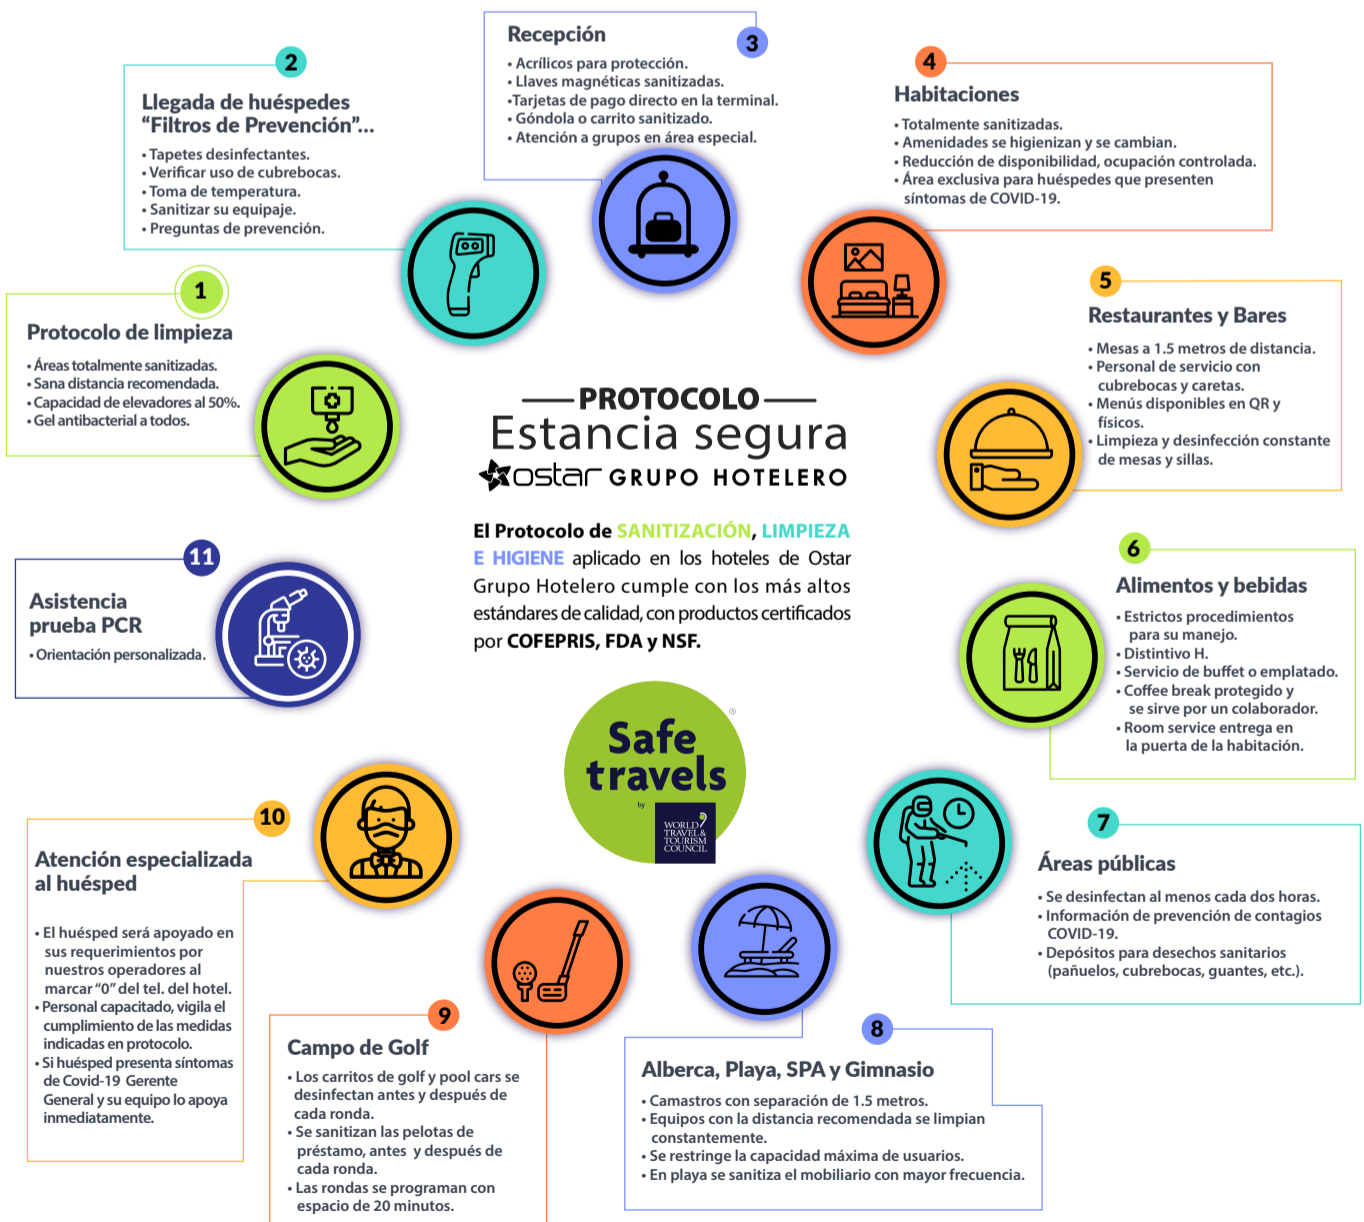 PROTOCOLO
Estancia segura
ostar GRUPO HOTELERO
El Protocolo de SANITIZACIÓN, LIMPIEZA
E HIGIENE aplicado en los hoteles de Ostar
Grupo Hotelero cumple con los más altos
estándares de calidad, con productos certificados
por COFEPRIS, FDA y NSF.
Safe
travels
®
by
WORLD
TRAVEL &
TOURISM
COUNCIL
1
Protocolo de limpieza
• Áreas totalmente sanitizadas.
• Sana distancia recomendada.
• Capacidad de elevadores al 50%.
• Gel antibacterial a todos.
2
Llegada de huéspedes
“Filtros de Prevención”...
• Tapetes desinfectantes.
• Verificar uso de cubrebocas.
• Toma de temperatura.
• Sanitizar su equipaje.
• Preguntas de prevención.
3
Recepción
• Acrílicos para protección.
• Llaves magnéticas sanitizadas.
•Tarjetas de pago directo en la terminal.
• Góndola o carrito sanitizado.
• Atención a grupos en área especial.
4
Habitaciones
• Totalmente sanitizadas.
• Amenidades se higienizan y se cambian.
• Reducción de disponibilidad, ocupación controlada.
• Área exclusiva para huéspedes que presenten
síntomas de COVID-19.
5
Restaurantes y Bares
• Mesas a 1.5 metros de distancia.
• Personal de servicio con
cubrebocas y caretas.
• Menús disponibles en QR y
físicos.
• Limpieza y desinfección constante
de mesas y sillas.
6
Alimentos y bebidas
• Estrictos procedimientos
para su manejo.
• Distintivo H.
• Servicio de buffet o emplatado.
• Coffee break protegido y
se sirve por un colaborador.
• Room service entrega en
la puerta de la habitación.
7
Áreas públicas
• Se desinfectan al menos cada dos horas.
• Información de prevención de contagios
COVID-19.
• Depósitos para desechos sanitarios
(pañuelos, cubrebocas, guantes, etc.).
8
Alberca, Playa, SPA y Gimnasio
• Camastros con separación de 1.5 metros.
• Equipos con la distancia recomendada se limpian
constantemente.
• Se restringe la capacidad máxima de usuarios.
• En playa se sanitiza el mobiliario con mayor frecuencia.
9
Campo de Golf
• Los carritos de golf y pool cars se
desinfectan antes y después de
cada ronda.
• Se sanitizan las pelotas de
préstamo, antes y después de
cada ronda.
• Las rondas se programan con
espacio de 20 minutos.
10
Atención especializada
al huésped
• El huésped será apoyado en
sus requerimientos por
nuestros operadores al
marcar “0” del tel. del hotel.
• Personal capacitado, vigila el
cumplimiento de las medidas
indicadas en protocolo.
• Si huésped presenta síntomas
de Covid-19 Gerente
General y su equipo lo apoya
inmediatamente.
11
Asistencia
prueba PCR
• Orientación personalizada.